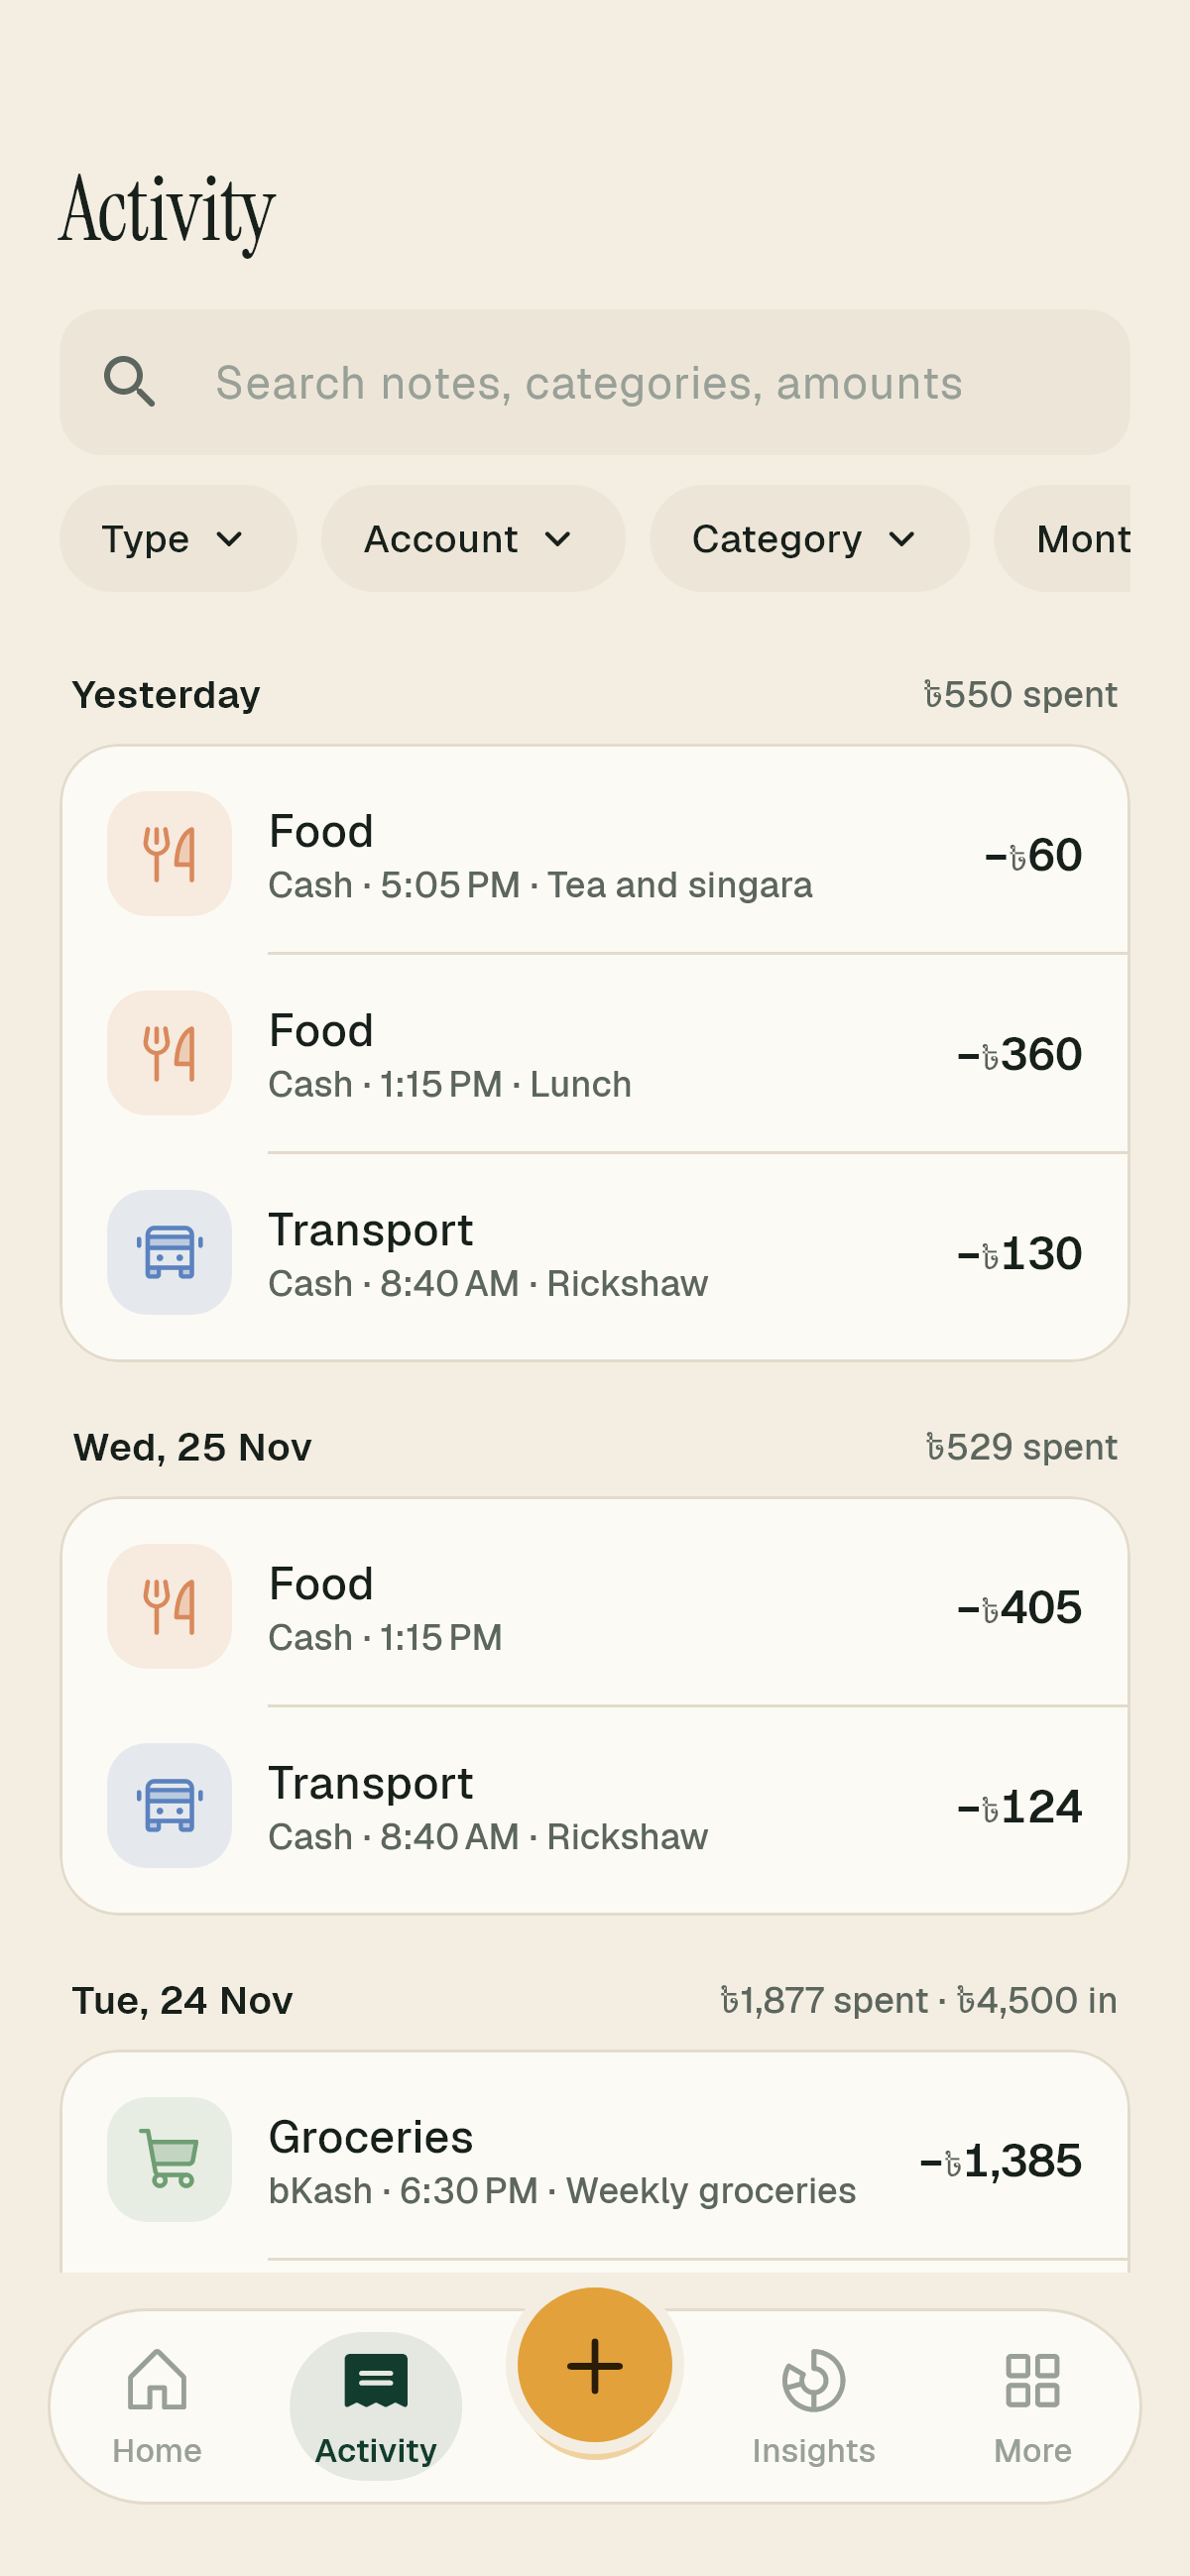 Activity
Search notes, categories, amounts
Type Account Category Mont
Yesterday ৳550 spent
Food
Cash · 5:05 PM · Tea and singara
−৳60
Food
Cash · 1:15 PM · Lunch
−৳360
Transport
Cash · 8:40 AM · Rickshaw
−৳130
Wed, 25 Nov ৳529 spent
Food
Cash · 1:15 PM
−৳405
Transport
Cash · 8:40 AM · Rickshaw
−৳124
Tue, 24 Nov ৳1,877 spent · ৳4,500 in
Groceries
bKash · 6:30 PM · Weekly groceries
−৳1,385
Home Activity Insights More